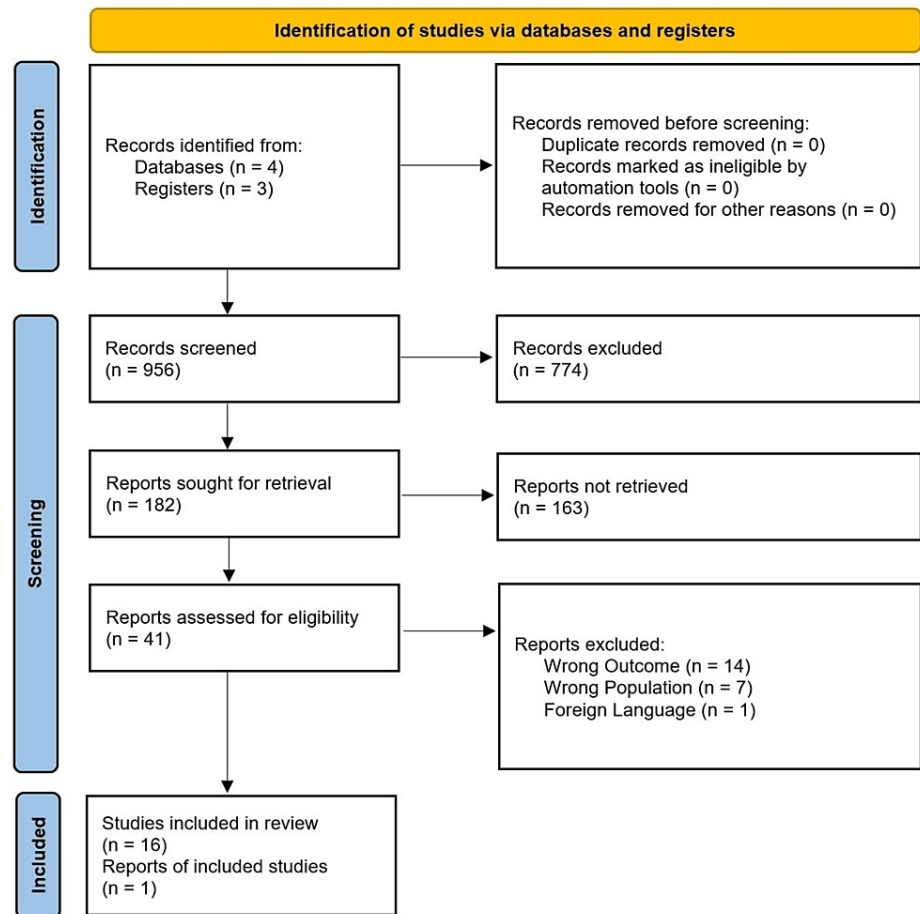 Identification of studies via databases and registers
Identification
Records identified from:
Databases (n = 4)
Registers (n = 3)
Records removed before screening:
Duplicate records removed (n = 0)
Records marked as ineligible by
automation tools (n = 0)
Records removed for other reasons (n = 0)
Screening
Records screened
(n = 956)
Records excluded
(n = 774)
Reports sought for retrieval
(n = 182)
Reports not retrieved
(n = 163)
Reports assessed for eligibility
(n = 41)
Reports excluded:
Wrong Outcome (n = 14)
Wrong Population (n = 7)
Foreign Language (n = 1)
Included
Studies included in review
(n = 16)
Reports of included studies
(n = 1)